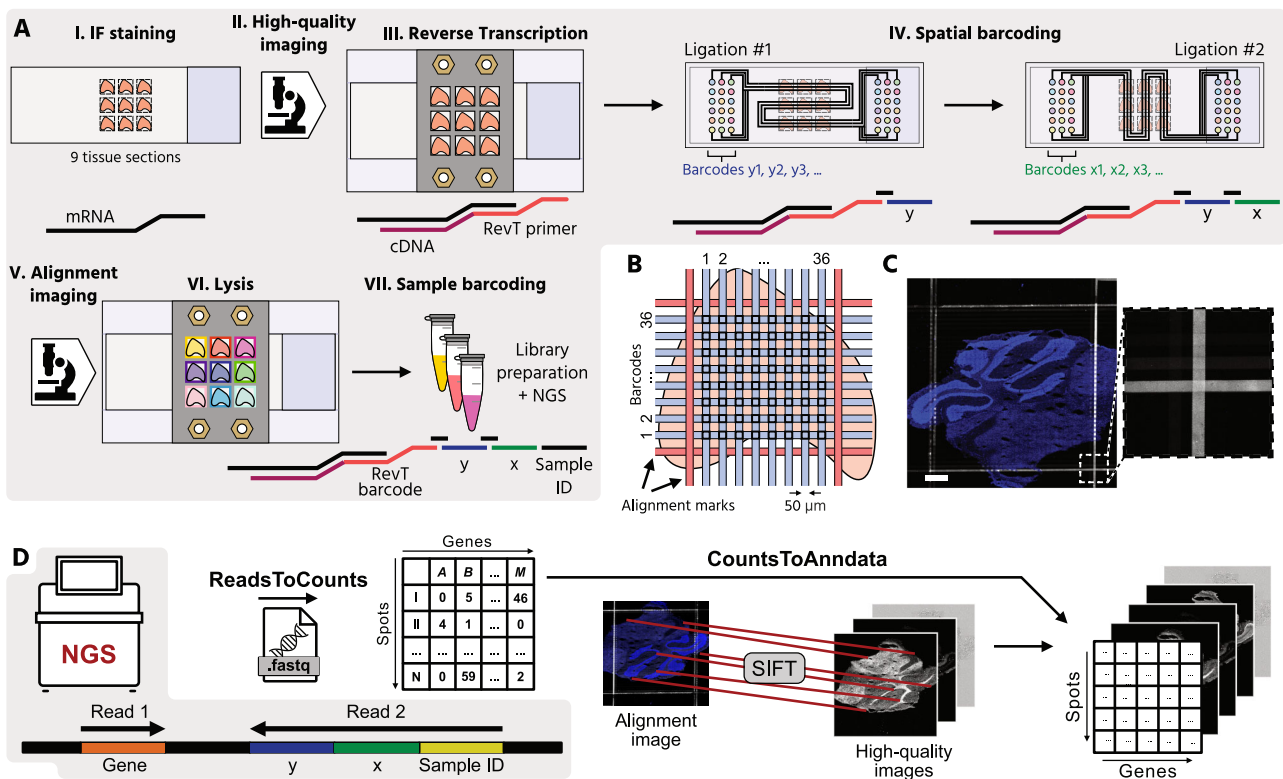 A
I. IF staining
II. High-quality
imaging
III. Reverse Transcription
IV. Spatial barcoding
Ligation #1
Ligation #2
9 tissue sections
Barcodes y1, y2, y3, ...
Barcodes x1, x2, x3, ...
mRNA
cDNA
RevT primer
y
y
x
V. Alignment
imaging
VI. Lysis
VII. Sample barcoding
Library
preparation
+ NGS
RevT
barcode
y
x
Sample
ID
B
1 2 ... 36
36
...
2
1
Barcodes
Alignment marks
50 µm
C
D
NGS
ReadsToCounts
.fastq
Genes
Spots
A B ... M
I 0 5 ... 46
II 4 1 ... 0
... ... ... ...
N 0 59 ... 2
CountsToAnndata
SIFT
Alignment
image
High-quality
images
Spots
... ... ... ... ...
... ... ... ... ...
... ... ... ... ...
... ... ... ... ...
... ... ... ... ...
Genes
Read 1
Read 2
Gene
y
x
Sample ID